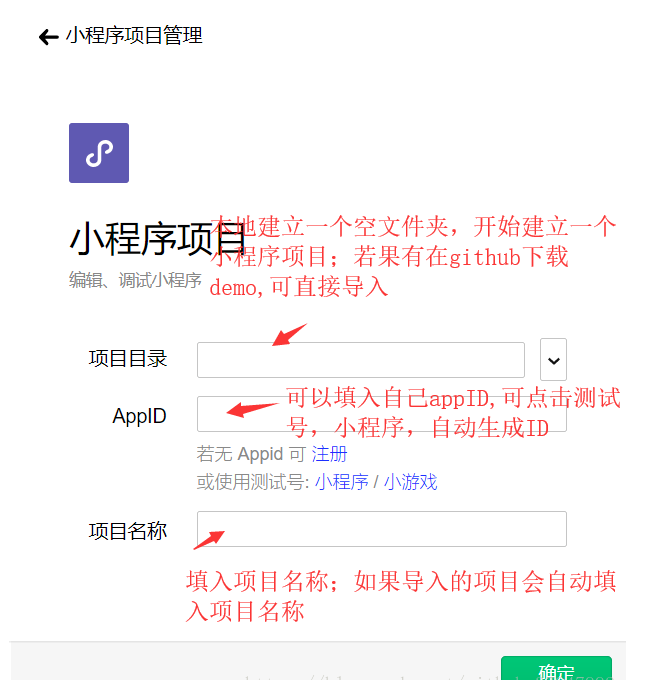 小程序项目管理
小程序项目
本地建立一个空文件夹，开始建立一个
小程序项目；若果有在github下载
demo,可直接导入
编辑、调试小程序
项目目录
AppID
可以填入自己appID,可点击测试
号，小程序，自动生成ID
若无 Appid 可 注册
或使用测试号: 小程序 / 小游戏
项目名称
填入项目名称；如果导入的项目会自动填
入项目名称
确定